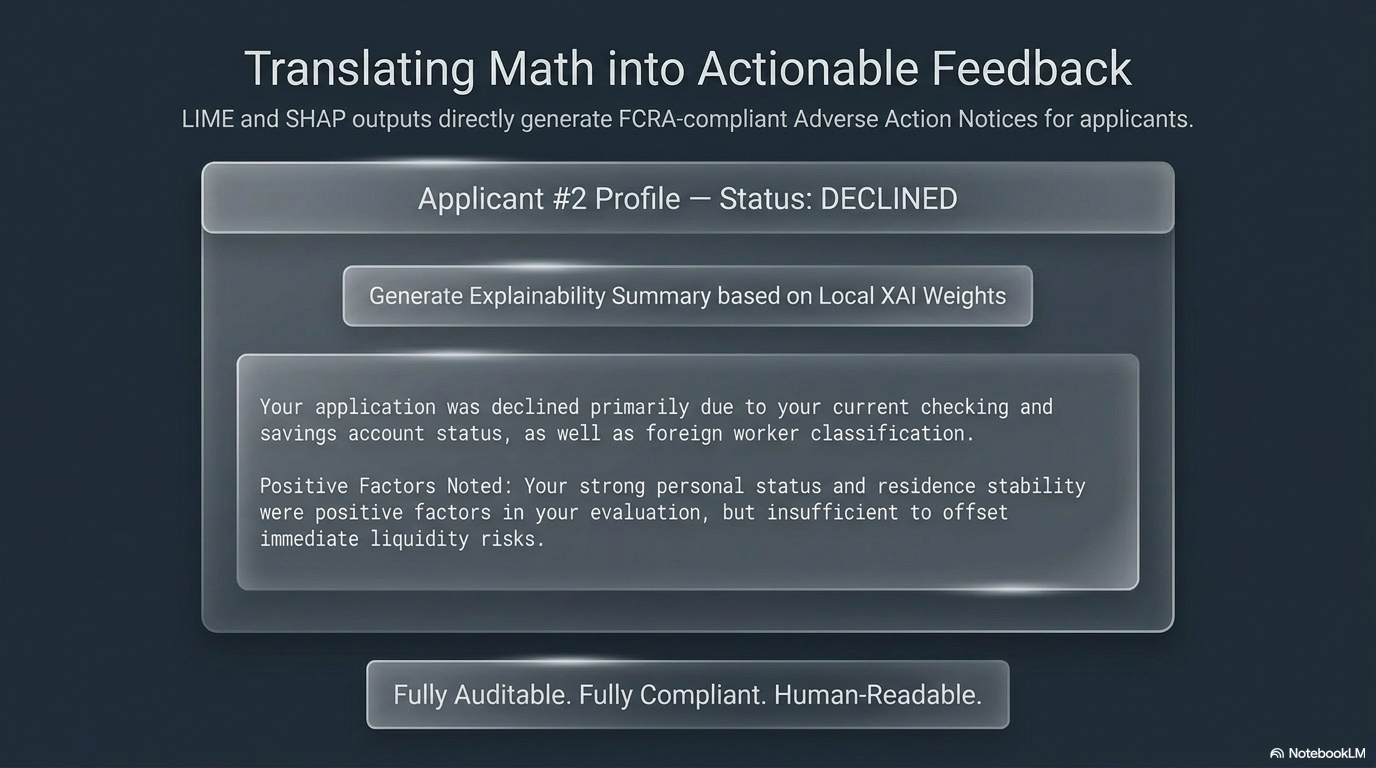 Translating Math into Actionable Feedback
LIME and SHAP outputs directly generate FCRA-compliant Adverse Action Notices for applicants.
Applicant #2 Profile — Status: DECLINED
Generate Explainability Summary based on Local XAI Weights
Your application was declined primarily due to your current checking and
savings account status, as well as foreign worker classification.
Positive Factors Noted: Your strong personal status and residence stability
were positive factors in your evaluation, but insufficient to offset
immediate liquidity risks.
Fully Auditable. Fully Compliant. Human-Readable.
NotebookLM